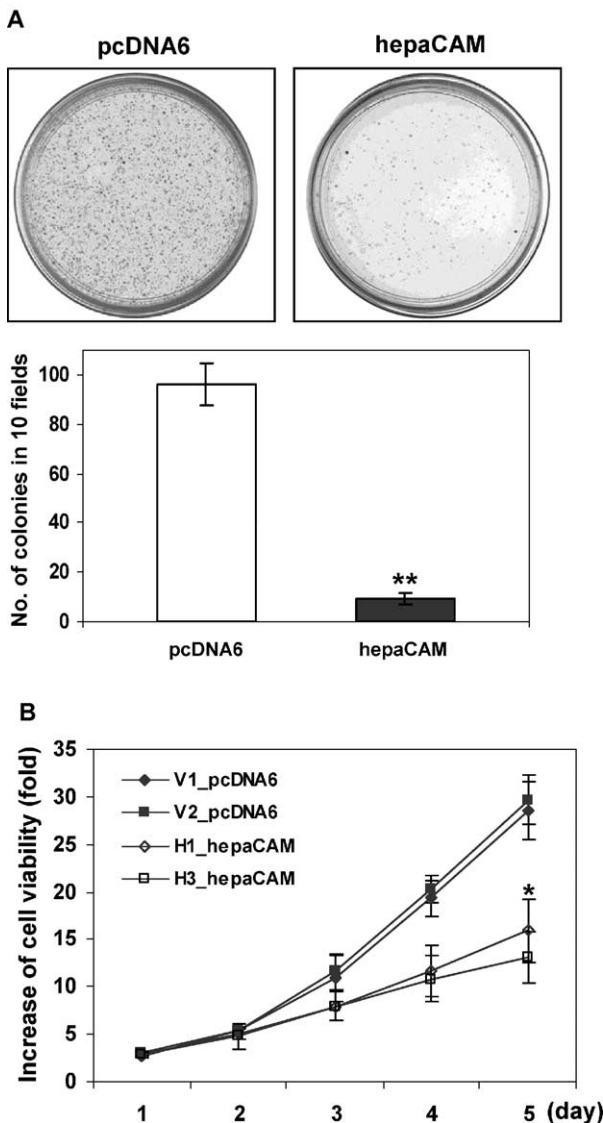 A
pcDNA6 hepaCAM
No. of colonies in 10 fields
100
80
60
40
20
0
**
pcDNA6 hepaCAM
B
Increase of cell viability (fold)
35
30
25
20
15
10
5
0
V1_pcDNA6
V2_pcDNA6
H1_hepaCAM
H3_hepaCAM
*
1 2 3 4 5 (day)